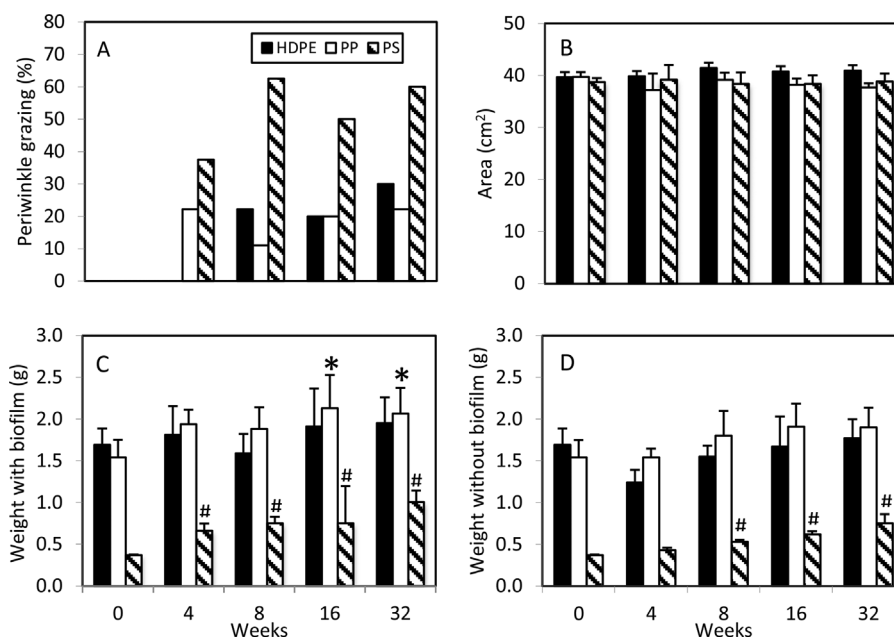 A
HDPE PP PS
Periwinkle grazing (%)
80
70
60
50
40
30
20
10
0
B
Area (cm2)
50
40
30
20
10
0
C
Weight with biofilm (g)
3.0
2.5
2.0
1.5
1.0
0.5
0.0
# # # #
* *
0 4 8 16 32
Weeks
D
Weight without biofilm (g)
3.0
2.5
2.0
1.5
1.0
0.5
0.0
# # #
0 4 8 16 32
Weeks